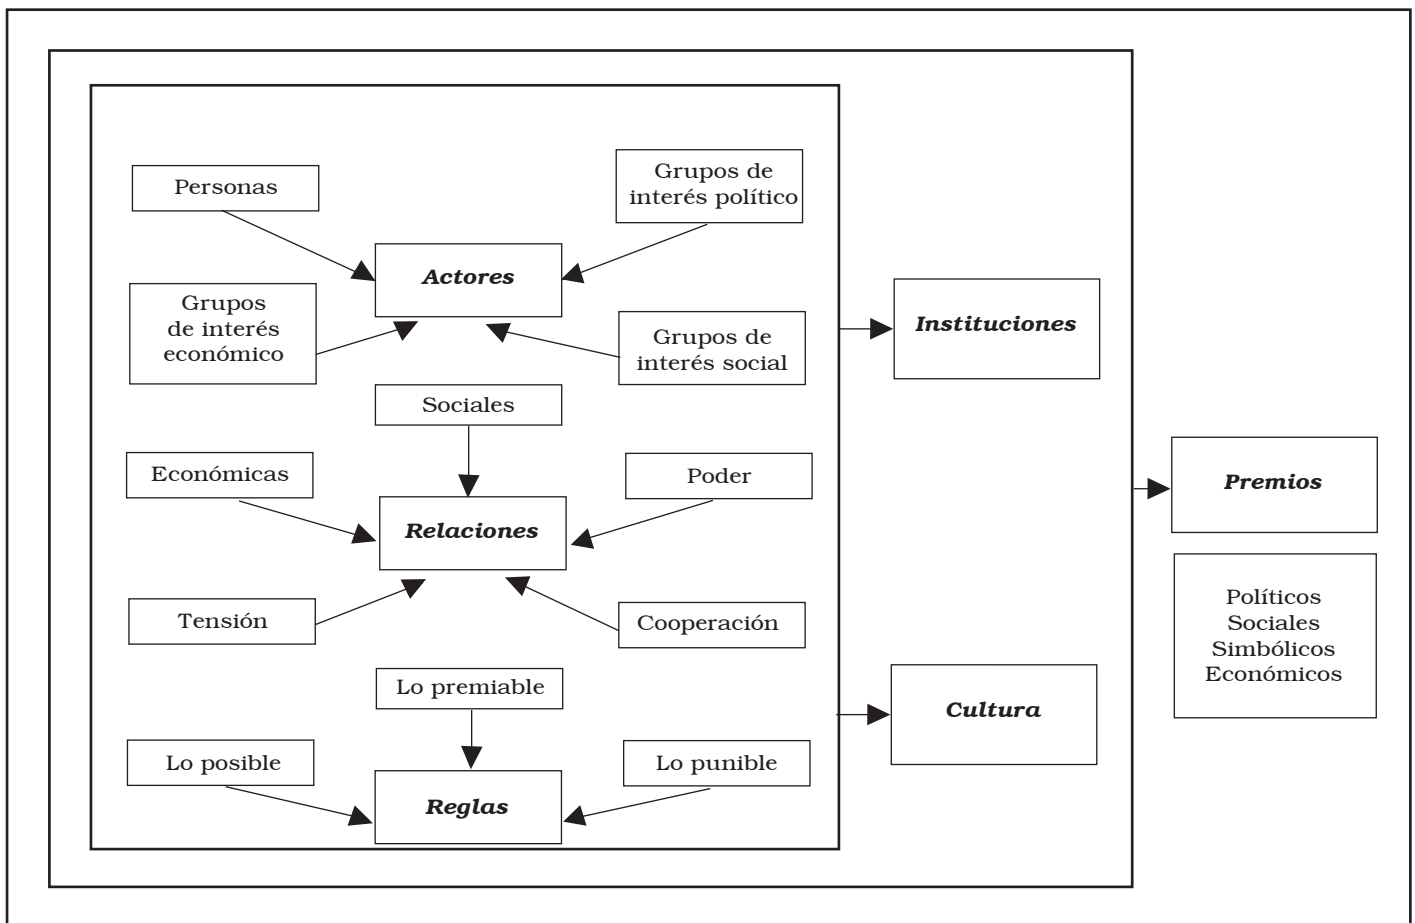 Personas
Grupos de
interés político
Actores
Grupos
de interés
económico
Grupos de
interés social
Instituciones
Sociales
Económicas
Poder
Relaciones
Premios
Tensión
Cooperación
Políticos
Sociales
Simbólicos
Económicos
Lo premiable
Cultura
Lo posible
Lo punible
Reglas